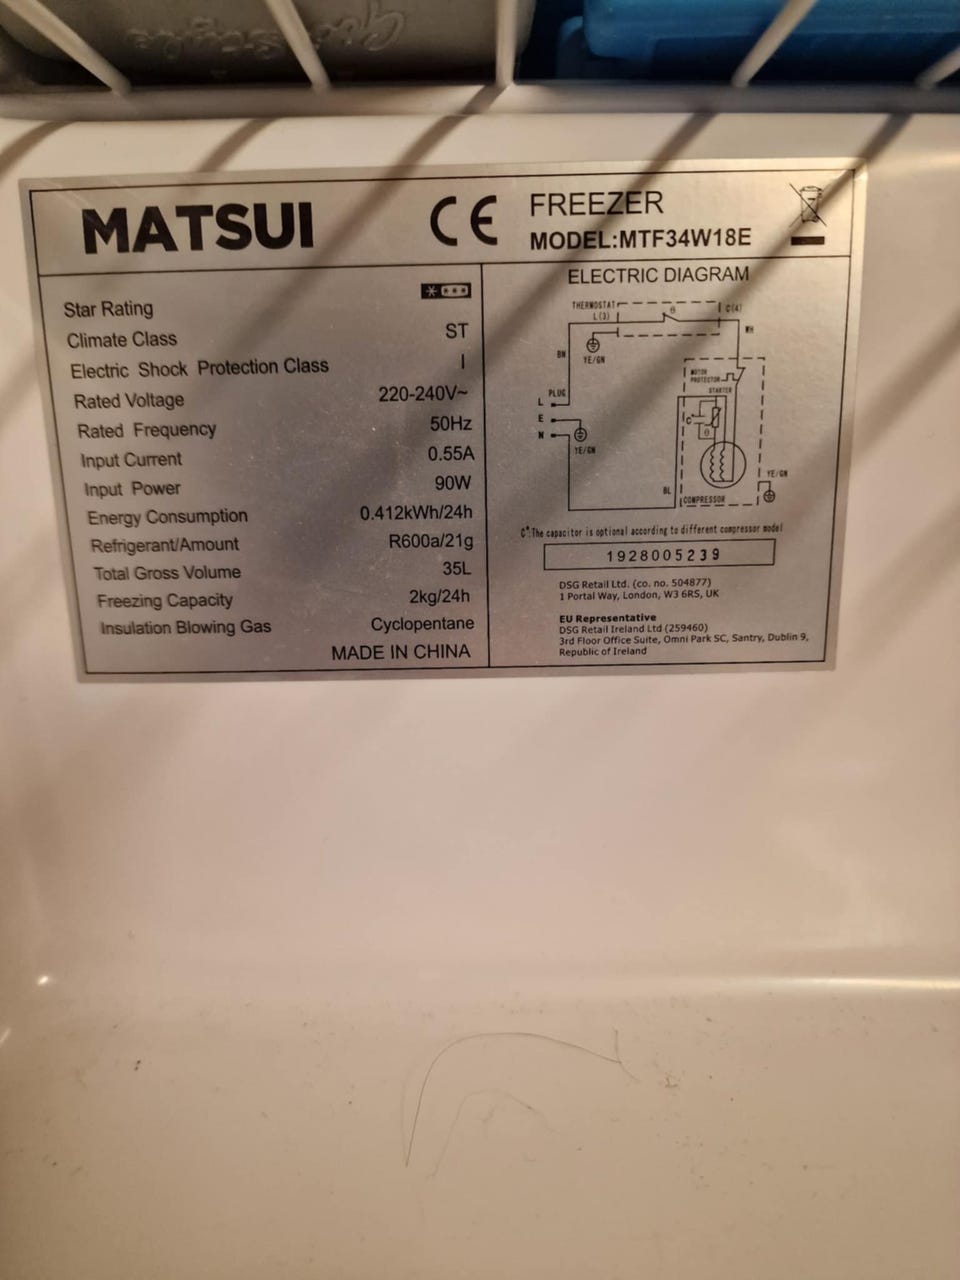 MATSUI
CE
FREEZER
MODEL:MTF34W18E
Star Rating
Climate Class ST
Electric Shock Protection Class I
Rated Voltage 220-240V~
Rated Frequency 50Hz
Input Current 0.55A
Input Power 90W
Energy Consumption 0.412kWh/24h
Refrigerant/Amount R600a/21g
Total Gross Volume 35L
Freezing Capacity 2kg/24h
Insulation Blowing Gas Cyclopentane
MADE IN CHINA
ELECTRIC DIAGRAM
THERMOSTAT
L(3)
θ
C(4)
WH
BN
YE/GN
MOTOR
PROTECTOR
STARTER
PLUG
L
E
N
C*
θ
YE/GN
YE/GN
BL
COMPRESSOR
C*:The capacitor is optional according to different compressor model
1928005239
DSG Retail Ltd. (co. no. 504877)
1 Portal Way, London, W3 6RS, UK
EU Representative
DSG Retail Ireland Ltd (259460)
3rd Floor Office Suite, Omni Park SC, Santry, Dublin 9,
Republic of Ireland